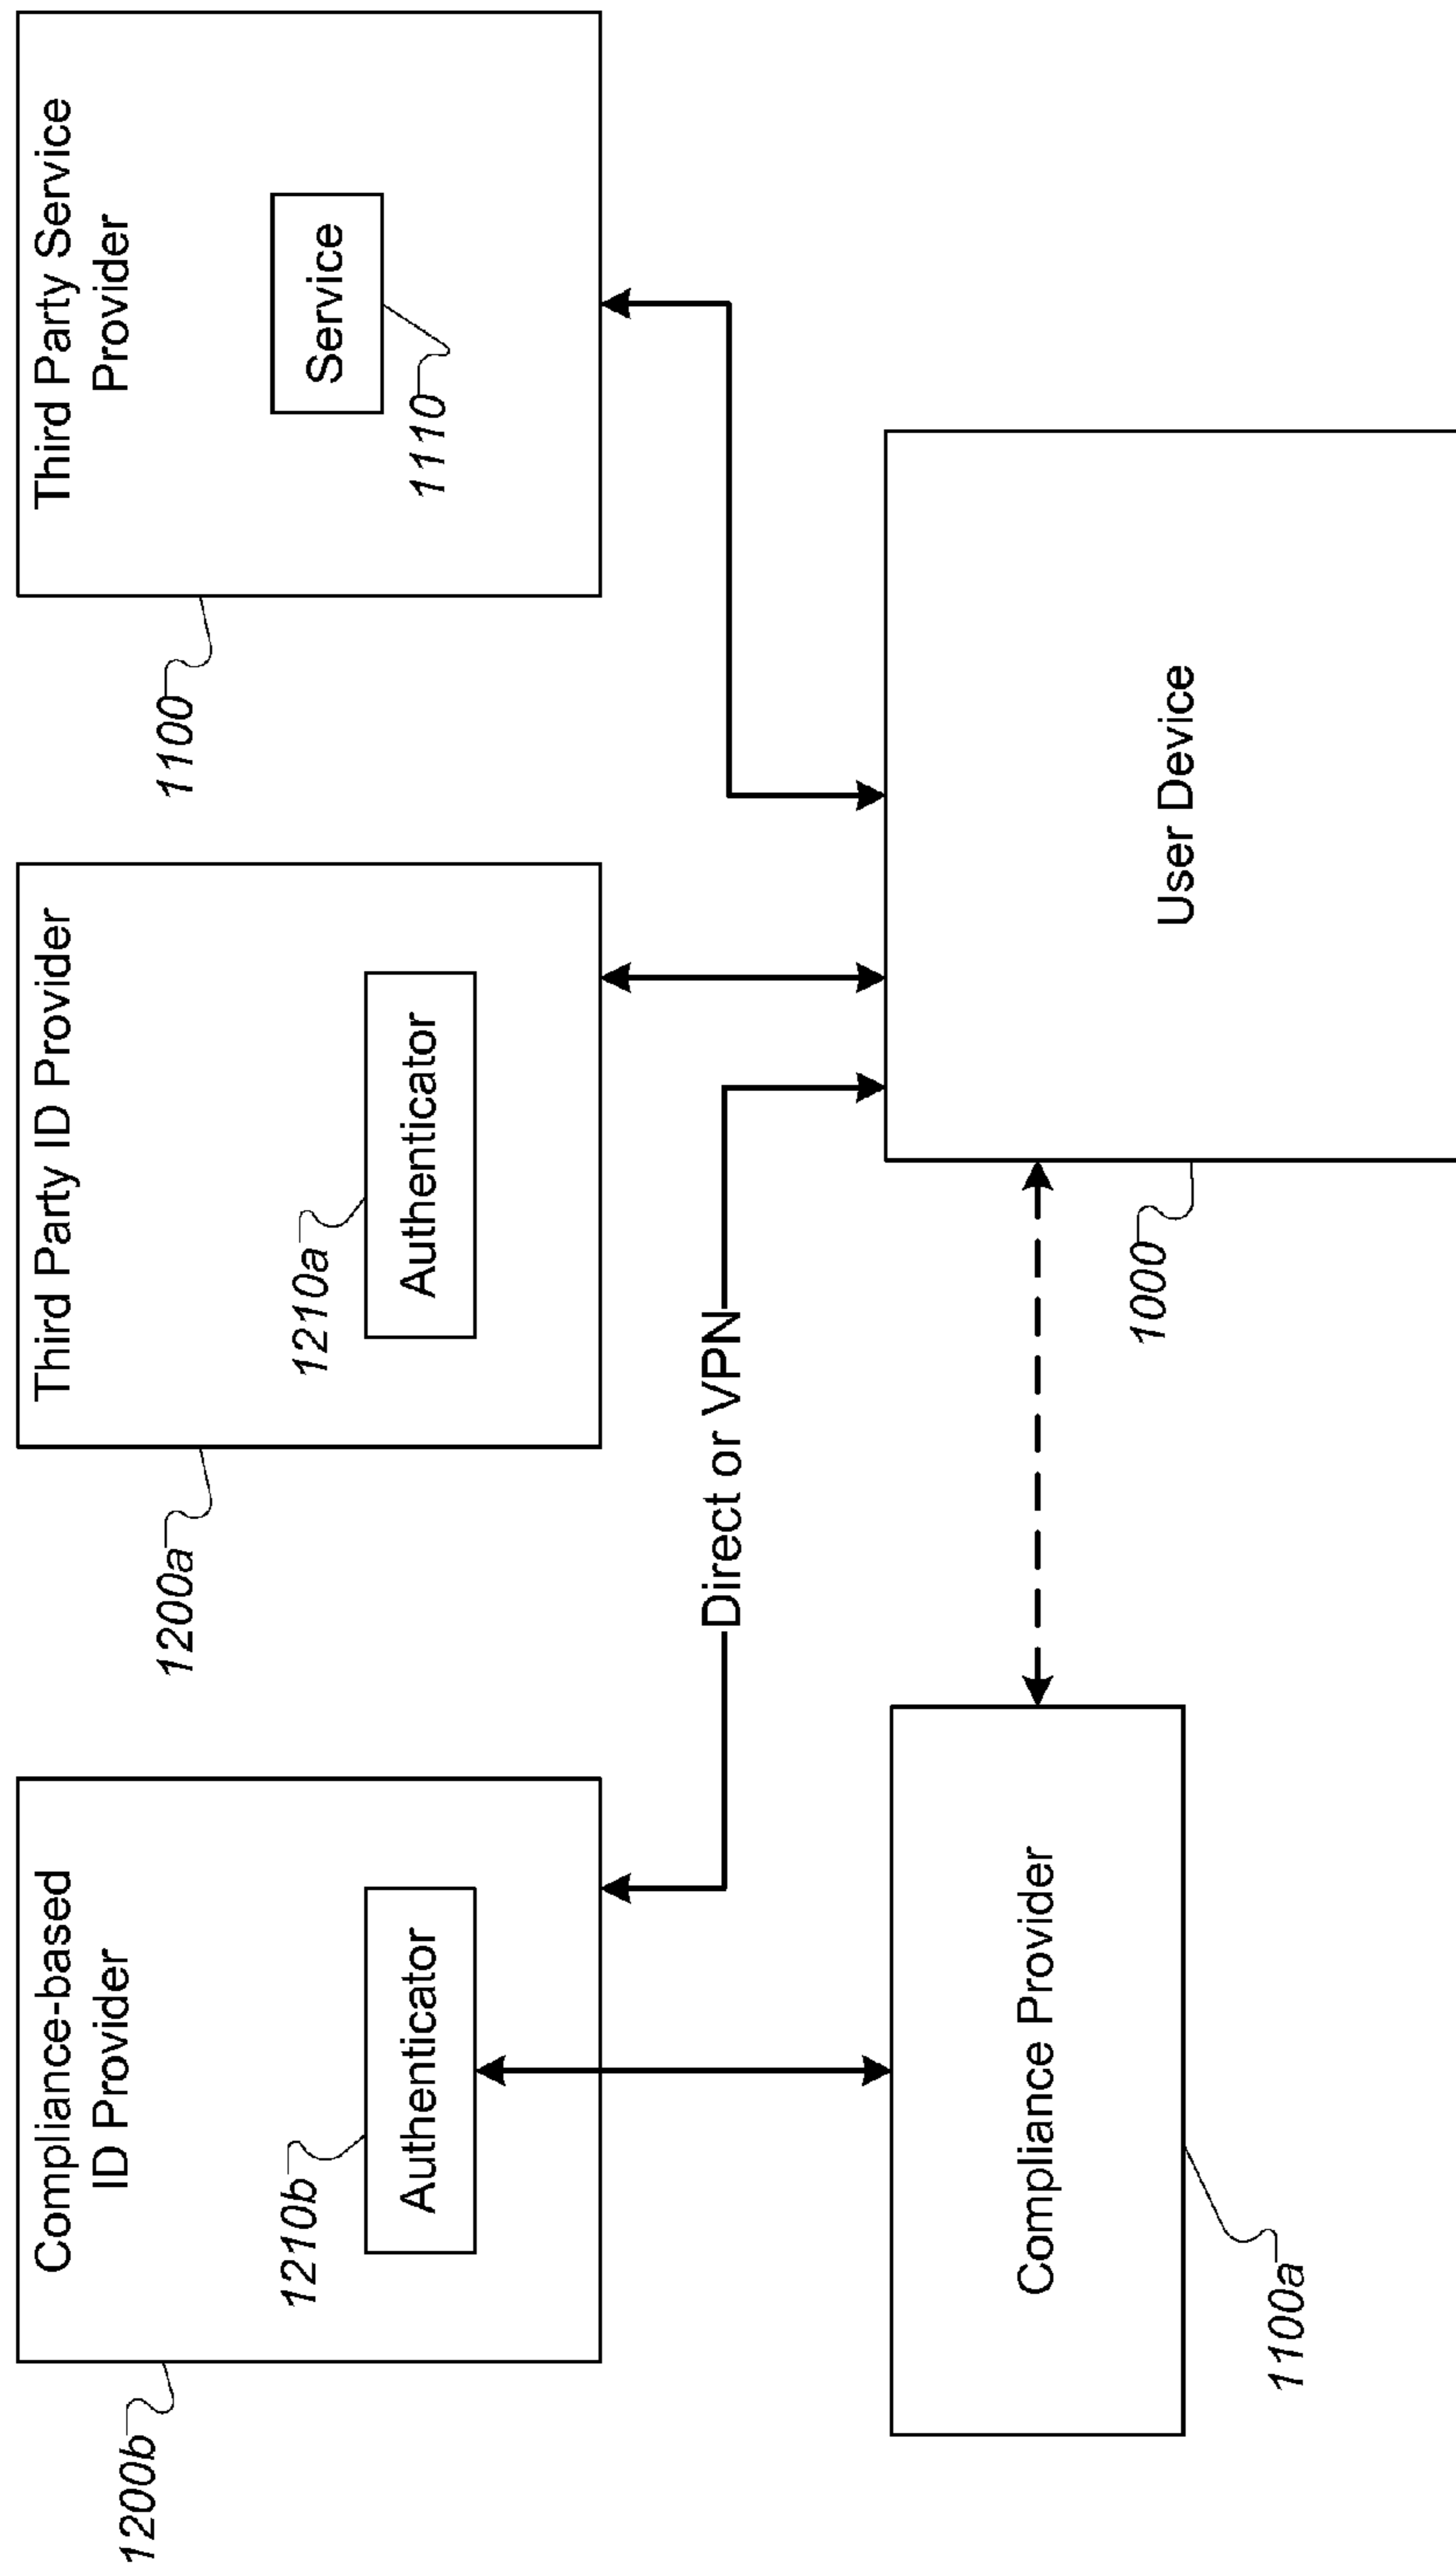 Compliance-based
ID Provider
Authenticator
1210b
1200b
Third Party ID Provider
Authenticator
1210a
1200a
Third Party Service
Provider
Service
1110
1100
Direct or VPN
Compliance Provider
1100a
User Device
1000